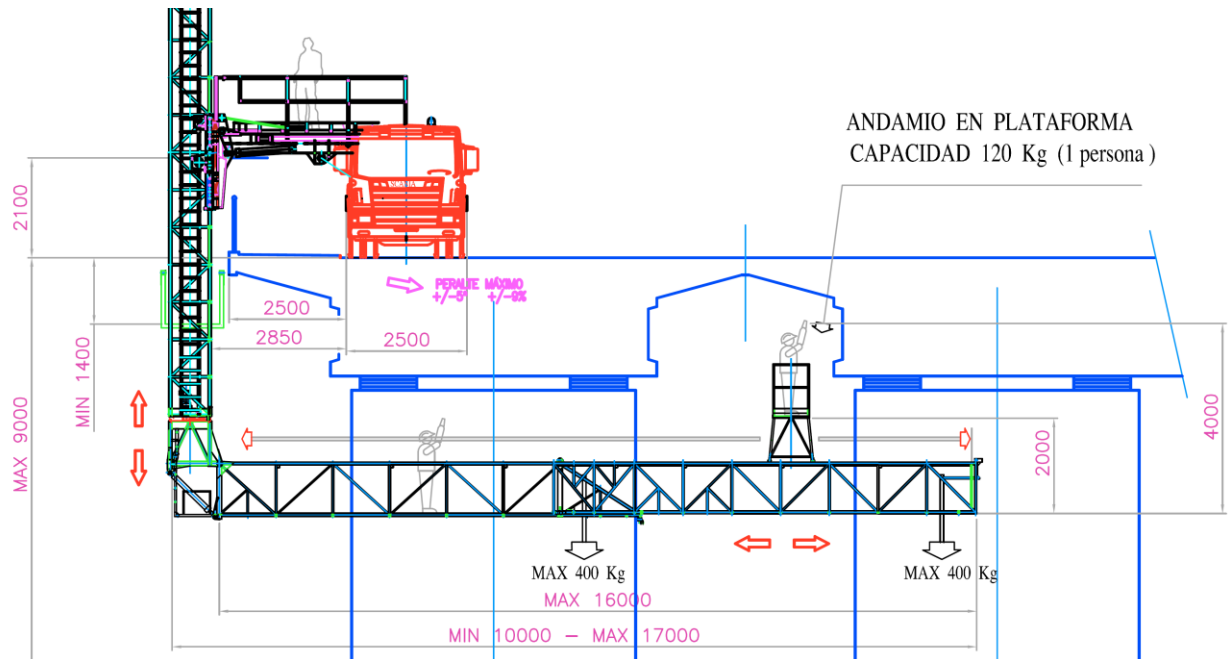 ANDAMIO EN PLATAFORMA
CAPACIDAD 120 Kg (1 persona )
2100
SCANIA
PERALTE MÁXIMO
+/-5° +/-9%
2500
2850
2500
MIN 1400
MAX 9000
4000
2000
MAX 400 Kg
MAX 400 Kg
MAX 16000
MIN 10000 – MAX 17000